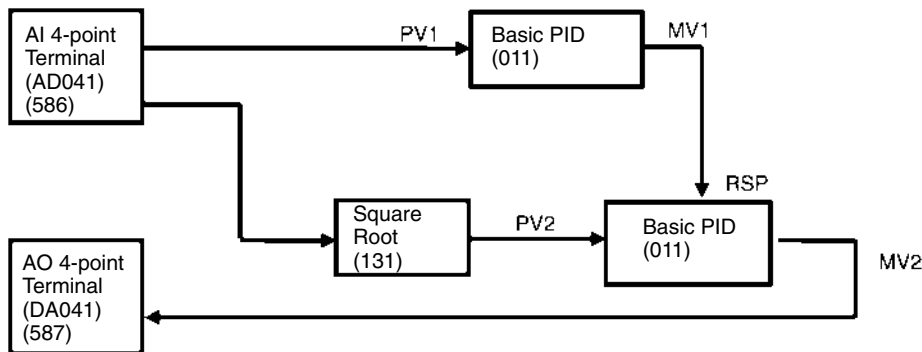 AI 4-point
Terminal
(AD041)
(586)
PV1
Basic PID
(011)
MV1
RSP
Square
Root
(131)
PV2
Basic PID
(011)
MV2
AO 4-point
Terminal
(DA041)
(587)